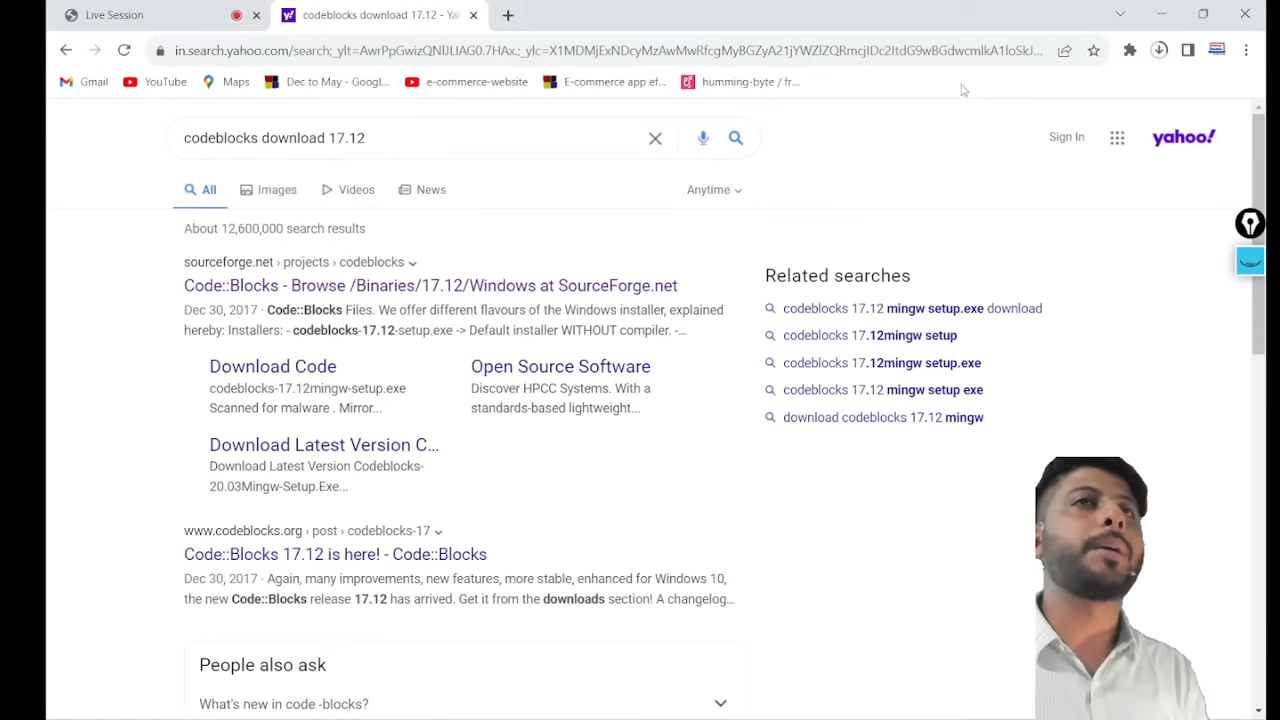 Live Session
codeblocks download 17.12 - Ya
in.search.yahoo.com/search;_ylt=AwrPpGwizQNlJLIAG0.7HAx.;_ylc=X1MDMjExNDcyMzAwMwRfcgMyBGZyA21jYWZlZQRmcjIDc2ItdG9wBGdwcmlkA1loSkJ...
Gmail
YouTube
Maps
Dec to May - Googl...
e-commerce-website
E-commerce app ef...
humming-byte / fr...
codeblocks download 17.12
Sign In
yahoo!
All
Images
Videos
News
Anytime
About 12,600,000 search results
sourceforge.net › projects › codeblocks
Code::Blocks - Browse /Binaries/17.12/Windows at SourceForge.net
Dec 30, 2017 · Code::Blocks Files. We offer different flavours of the Windows installer, explained
hereby: Installers: - codeblocks-17.12-setup.exe -> Default installer WITHOUT compiler. -...
Download Code
codeblocks-17.12mingw-setup.exe
Scanned for malware . Mirror...
Open Source Software
Discover HPCC Systems. With a
standards-based lightweight...
Download Latest Version C...
Download Latest Version Codeblocks-
20.03Mingw-Setup.Exe...
www.codeblocks.org › post › codeblocks-17
Code::Blocks 17.12 is here! - Code::Blocks
Dec 30, 2017 · Again, many improvements, new features, more stable, enhanced for Windows 10,
the new Code::Blocks release 17.12 has arrived. Get it from the downloads section! A changelog...
People also ask
What's new in code -blocks?
Related searches
codeblocks 17.12 mingw setup.exe download
codeblocks 17.12mingw setup
codeblocks 17.12mingw setup.exe
codeblocks 17.12 mingw setup exe
download codeblocks 17.12 mingw